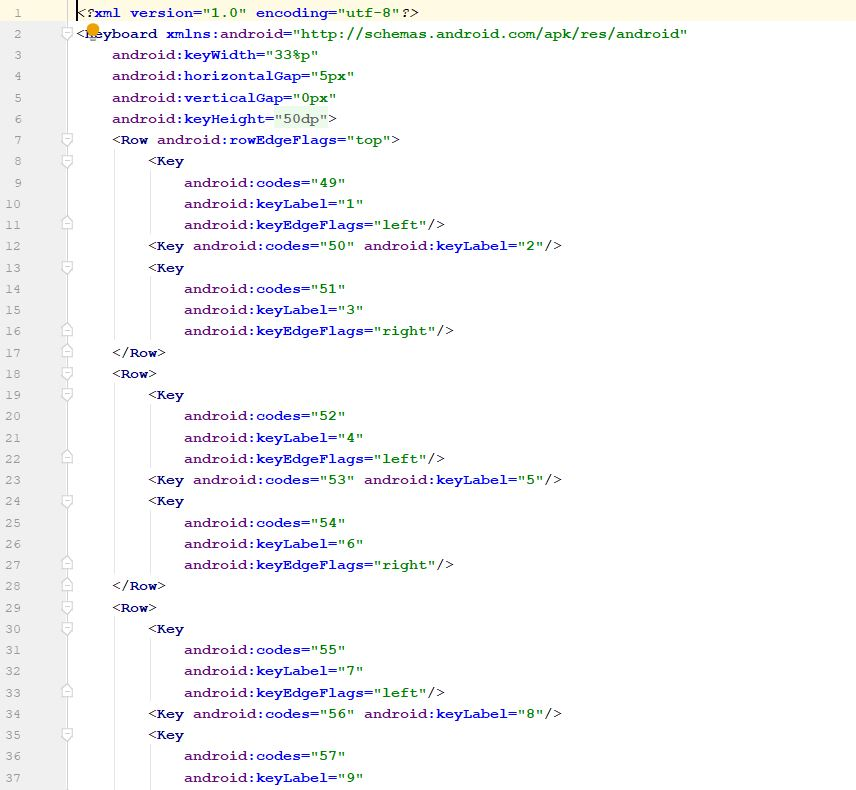 1 <?xml version="1.0" encoding="utf-8"?>
2 <Keyboard xmlns:android="http://schemas.android.com/apk/res/android"
3     android:keyWidth="33%p"
4     android:horizontalGap="5px"
5     android:verticalGap="0px"
6     android:keyHeight="50dp">
7     <Row android:rowEdgeFlags="top">
8         <Key
9             android:codes="49"
10             android:keyLabel="1"
11             android:keyEdgeFlags="left"/>
12         <Key android:codes="50" android:keyLabel="2"/>
13         <Key
14             android:codes="51"
15             android:keyLabel="3"
16             android:keyEdgeFlags="right"/>
17     </Row>
18     <Row>
19         <Key
20             android:codes="52"
21             android:keyLabel="4"
22             android:keyEdgeFlags="left"/>
23         <Key android:codes="53" android:keyLabel="5"/>
24         <Key
25             android:codes="54"
26             android:keyLabel="6"
27             android:keyEdgeFlags="right"/>
28     </Row>
29     <Row>
30         <Key
31             android:codes="55"
32             android:keyLabel="7"
33             android:keyEdgeFlags="left"/>
34         <Key android:codes="56" android:keyLabel="8"/>
35         <Key
36             android:codes="57"
37             android:keyLabel="9"